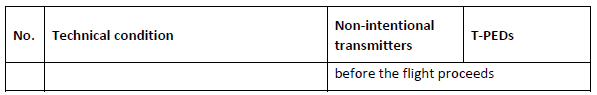 No. Technical condition Non-intentional transmitters T-PEDs
before the flight proceeds